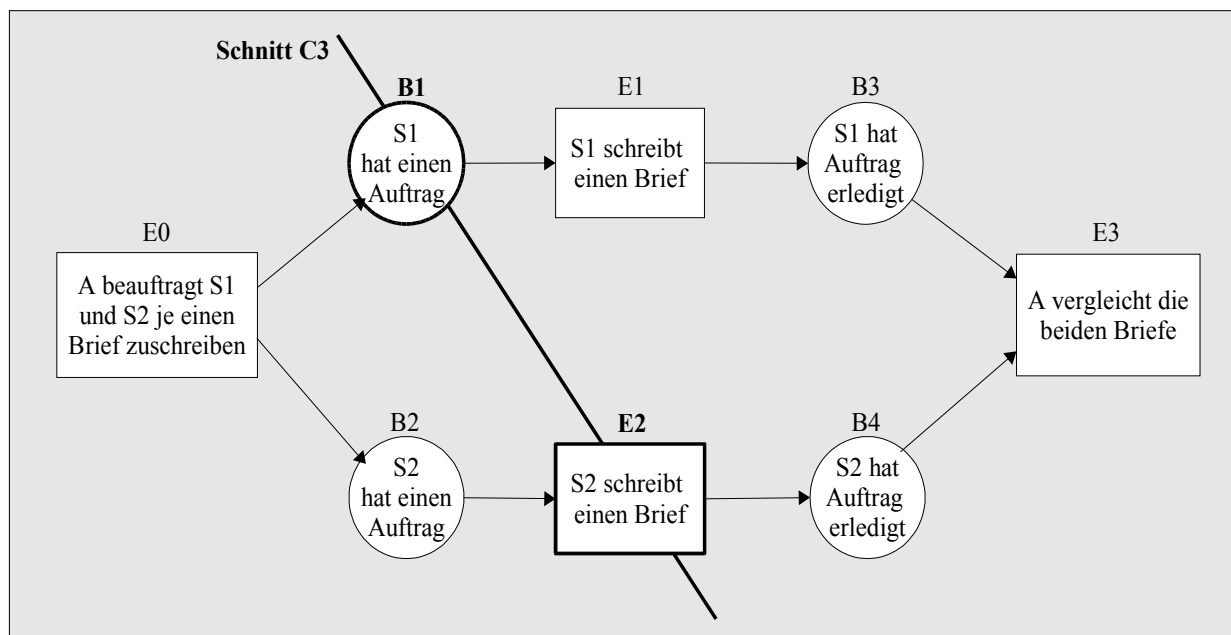 Schnitt C3
B1
S1
hat einen
Auftrag
E1
S1 schreibt
einen Brief
B3
S1 hat
Auftrag
erledigt
E0
A beauftragt S1
und S2 je einen
Brief zuschreiben
E3
A vergleicht die
beiden Briefe
B2
S2
hat einen
Auftrag
E2
S2 schreibt
einen Brief
B4
S2 hat
Auftrag
erledigt